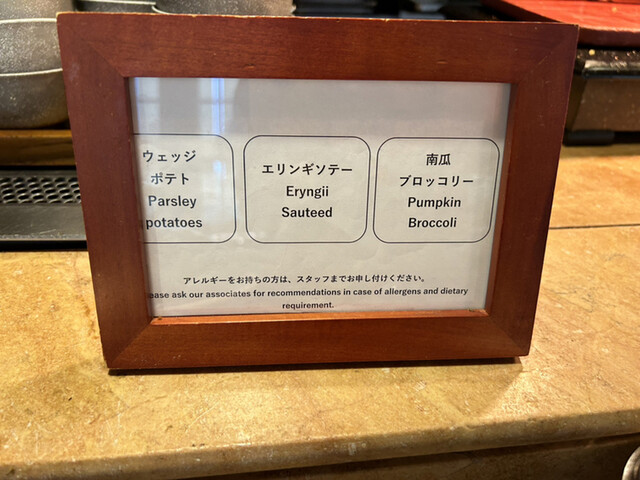 ウェッジ
ポテト
Parsley
potatoes
エリンギソテー
Eryngii
Sauteed
南瓜
ブロッコリー
Pumpkin
Broccoli
アレルギーをお持ちの方は、スタッフまでお申し付けください。
ease ask our associates for recommendations in case of allergens and dietary
requirement.